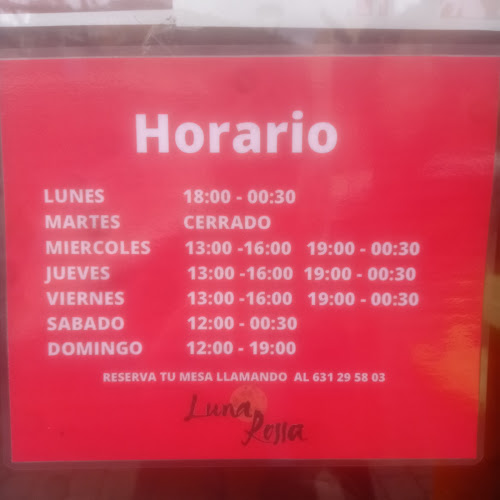 Horario
LUNES 18:00 - 00:30
MARTES CERRADO
MIERCOLES 13:00 -16:00 19:00 - 00:30
JUEVES 13:00 -16:00 19:00 - 00:30
VIERNES 13:00 -16:00 19:00 - 00:30
SABADO 12:00 - 00:30
DOMINGO 12:00 - 19:00
RESERVA TU MESA LLAMANDO AL 631 29 58 03
Luna
Rossa